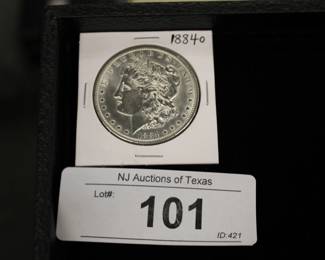 1884o
NJ Auctions of Texas
Lot#:
101
ID:421